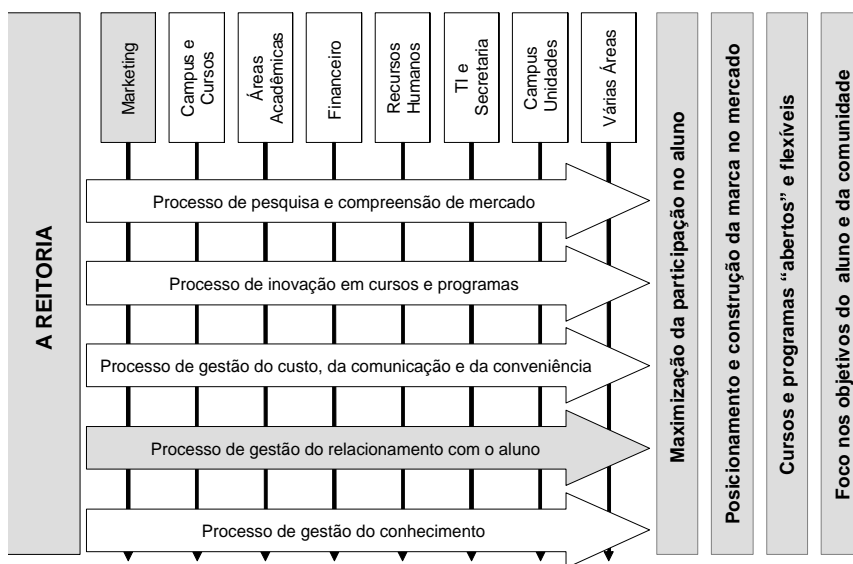 A REITORIA
Marketing
Campus e
Cursos
Áreas
Acadêmicas
Financeiro
Recursos
Humanos
TI e
Secretaria
Campus
Unidades
Várias Áreas
Processo de pesquisa e compreensão de mercado
Processo de inovação em cursos e programas
Processo de gestão do custo, da comunicação e da conveniência
Processo de gestão do relacionamento com o aluno
Processo de gestão do conhecimento
Maximização da participação no aluno
Posicionamento e construção da marca no mercado
Cursos e programas “abertos” e flexíveis
Foco nos objetivos do aluno e da comunidade